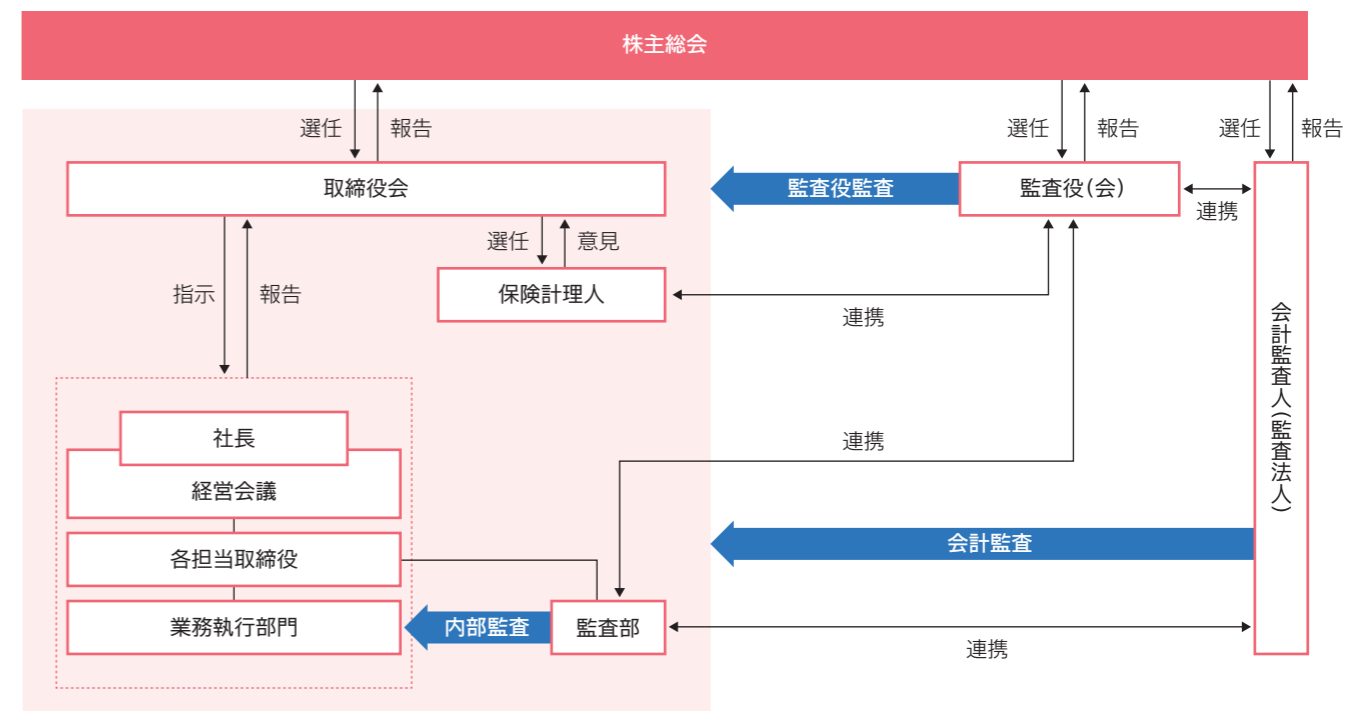 株主総会
選任
報告
選任
報告
選任
報告
取締役会
監査役監査
監査役(会)
連携
選任
意見
指示
報告
保険計理人
連携
会計監査人(監査法人)
社長
経営会議
連携
各担当取締役
会計監査
業務執行部門
内部監査
監査部
連携